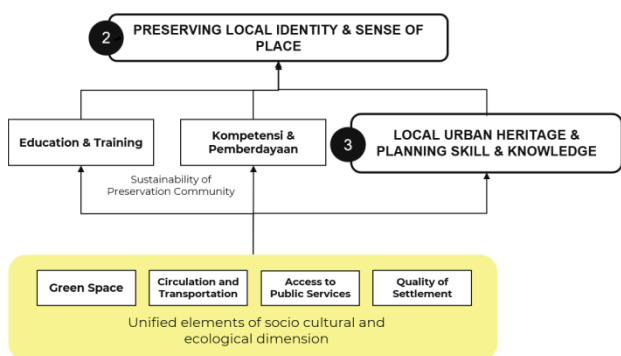 2
PRESERVING LOCAL IDENTITY & SENSE OF
PLACE
Education & Training
Kompetensi &
Pemberdayaan
3
LOCAL URBAN HERITAGE &
PLANNING SKILL & KNOWLEDGE
Sustainability of
Preservation Community
Green Space
Circulation and
Transportation
Access to
Public Services
Quality of
Settlement
Unified elements of socio cultural and
ecological dimension